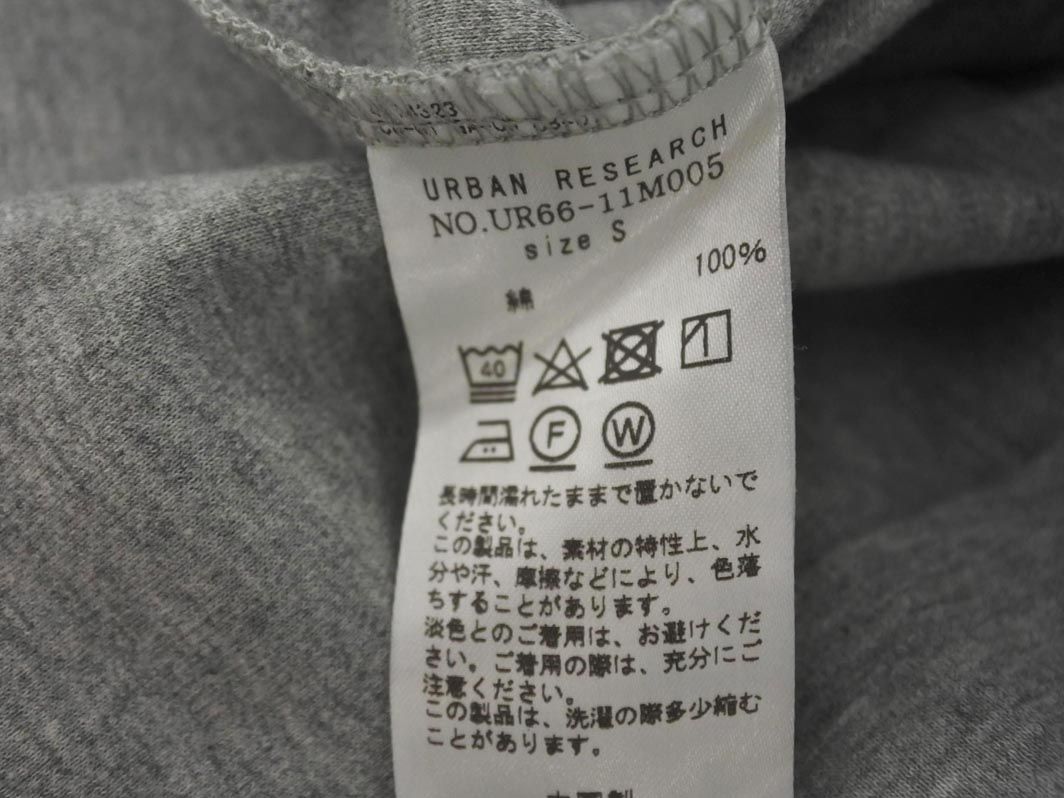 URBAN RESEARCH
NO.UR66-11M005
size S
綿 100%
40
F W
長時間濡れたままで置かないで
ください。
この製品は、素材の特性上、水
分や汗、摩擦などにより、色落
ちすることがあります。
淡色とのご着用は、お避けくだ
さい。ご着用の際は、充分にご
注意ください。
この製品は、洗濯の際多少縮む
ことがあります。